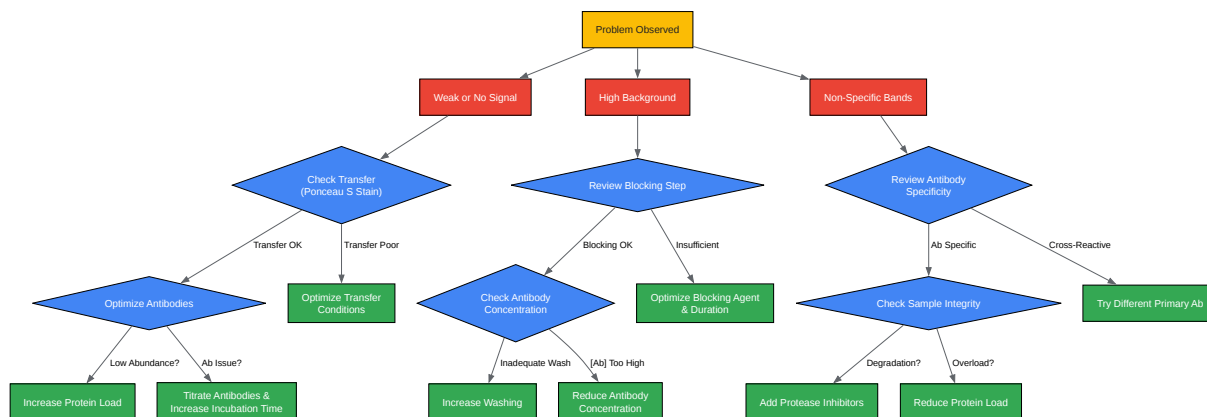 Problem Observed
Weak or No Signal
High Background
Non-Specific Bands
Check Transfer
(Ponceau S Stain)
Review Blocking Step
Review Antibody
Specificity
Transfer OK
Transfer Poor
Blocking OK
Insufficient
Ab Specific
Cross-Reactive
Optimize Antibodies
Optimize Transfer
Conditions
Check Antibody
Concentration
Optimize Blocking Agent
& Duration
Check Sample Integrity
Try Different Primary Ab
Low Abundance?
Ab Issue?
Inadequate Wash
[Ab] Too High
Degradation?
Overload?
Increase Protein Load
Titrate Antibodies &
Increase Incubation Time
Increase Washing
Reduce Antibody
Concentration
Add Protease Inhibitors
Reduce Protein Load